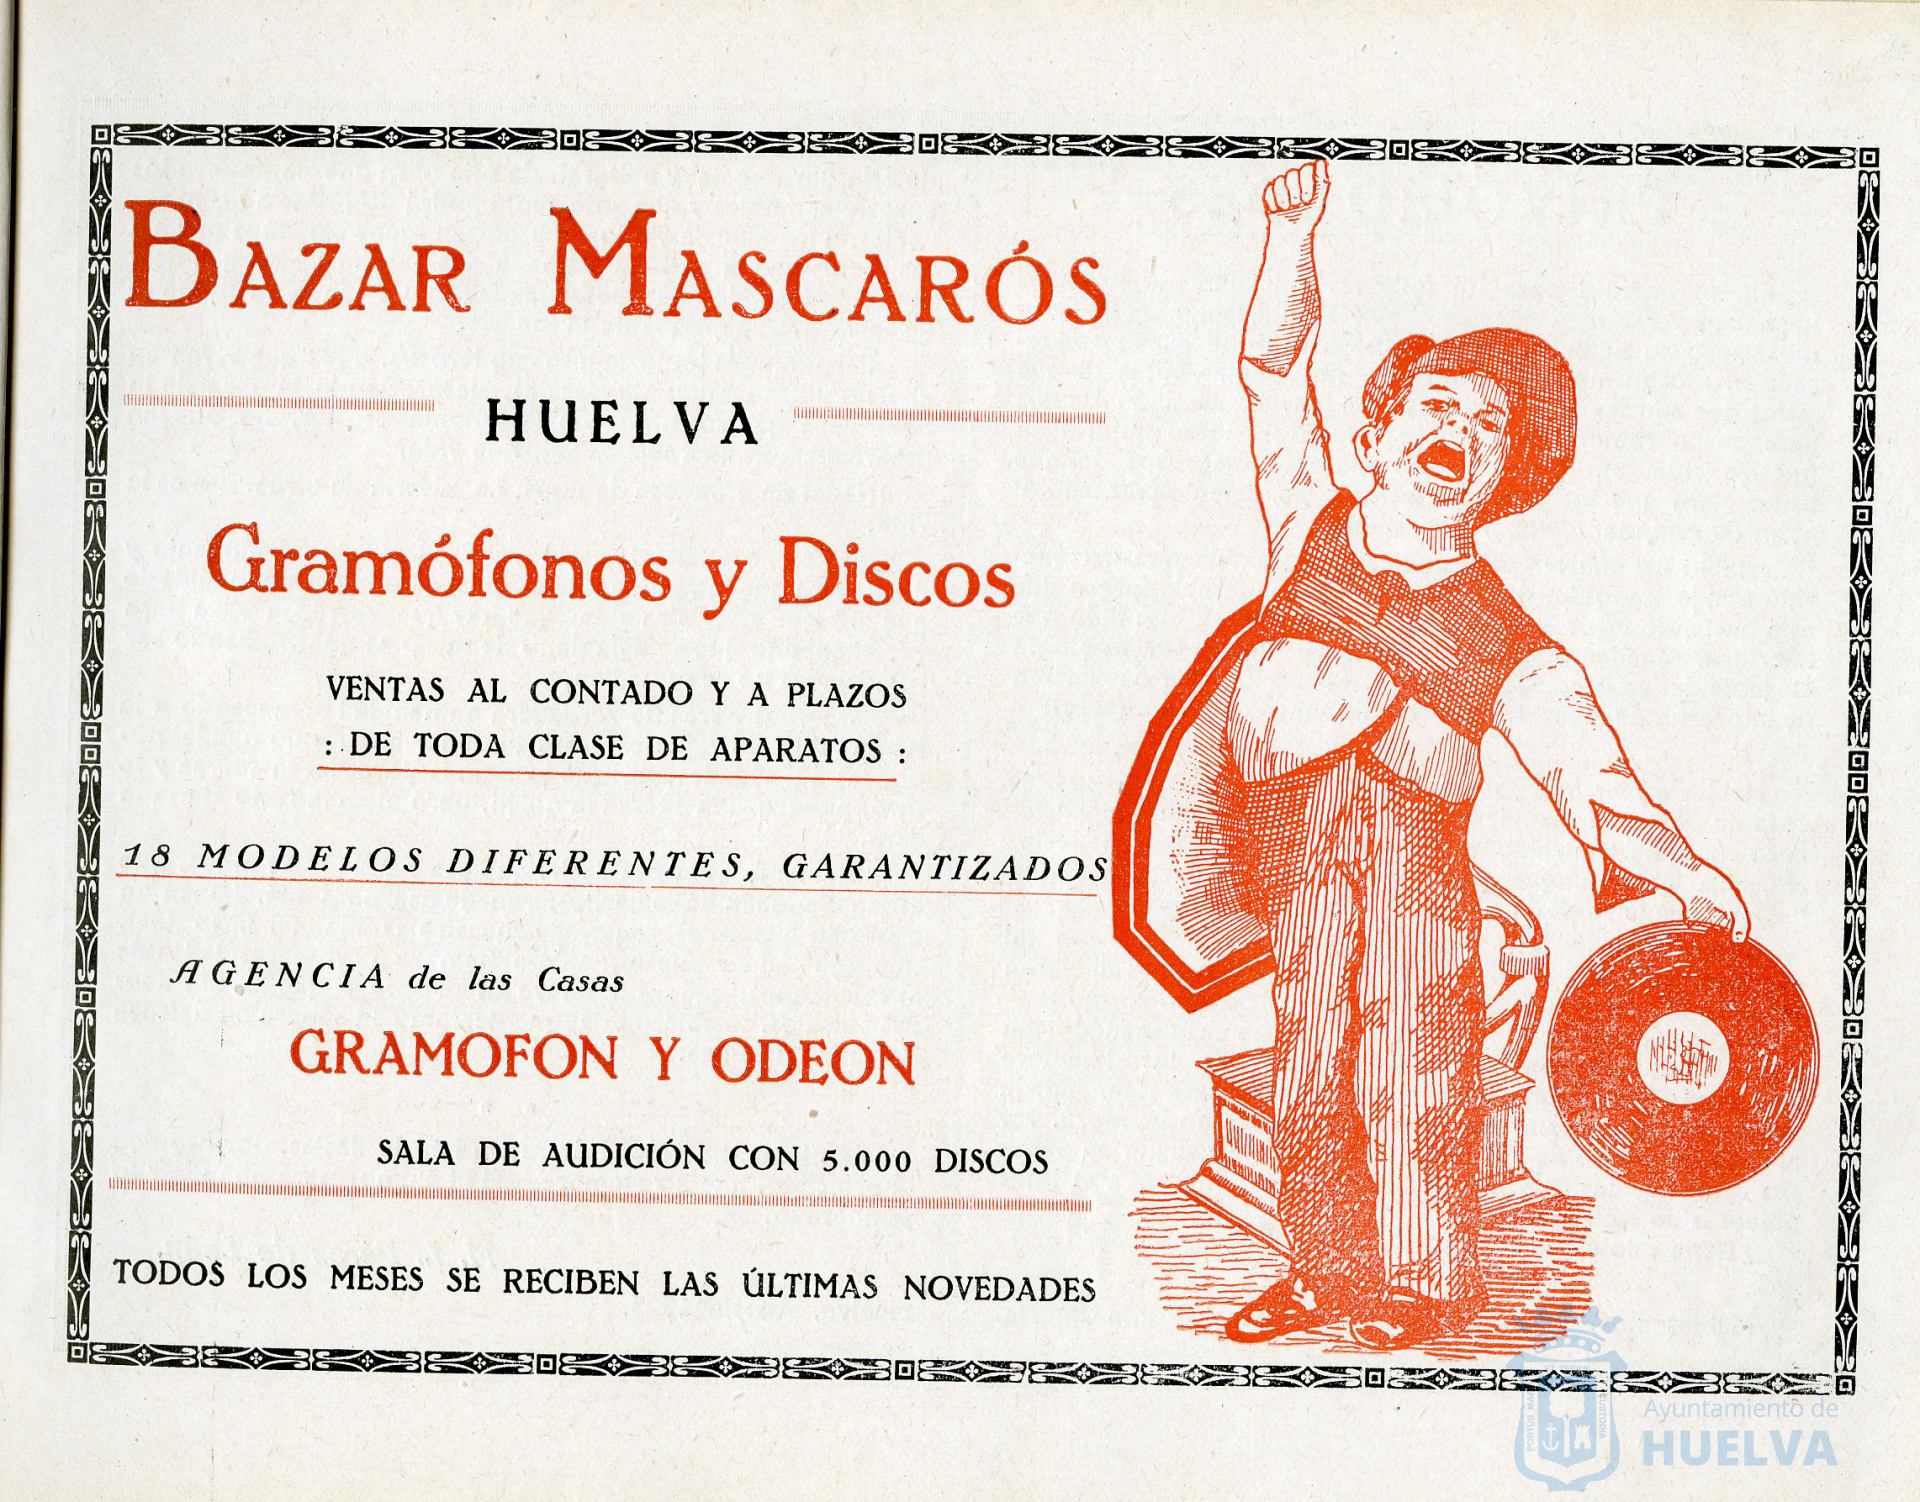 BAZAR MASCARÓS
HUELVA
Gramófonos y Discos
VENTAS AL CONTADO Y A PLAZOS
: DE TODA CLASE DE APARATOS :
18 MODELOS DIFERENTES, GARANTIZADOS
AGENCIA de las Casas
GRAMOFON Y ODEON
SALA DE AUDICIÓN CON 5.000 DISCOS
TODOS LOS MESES SE RECIBEN LAS ÚLTIMAS NOVEDADES
Ayuntamiento de
HUELVA